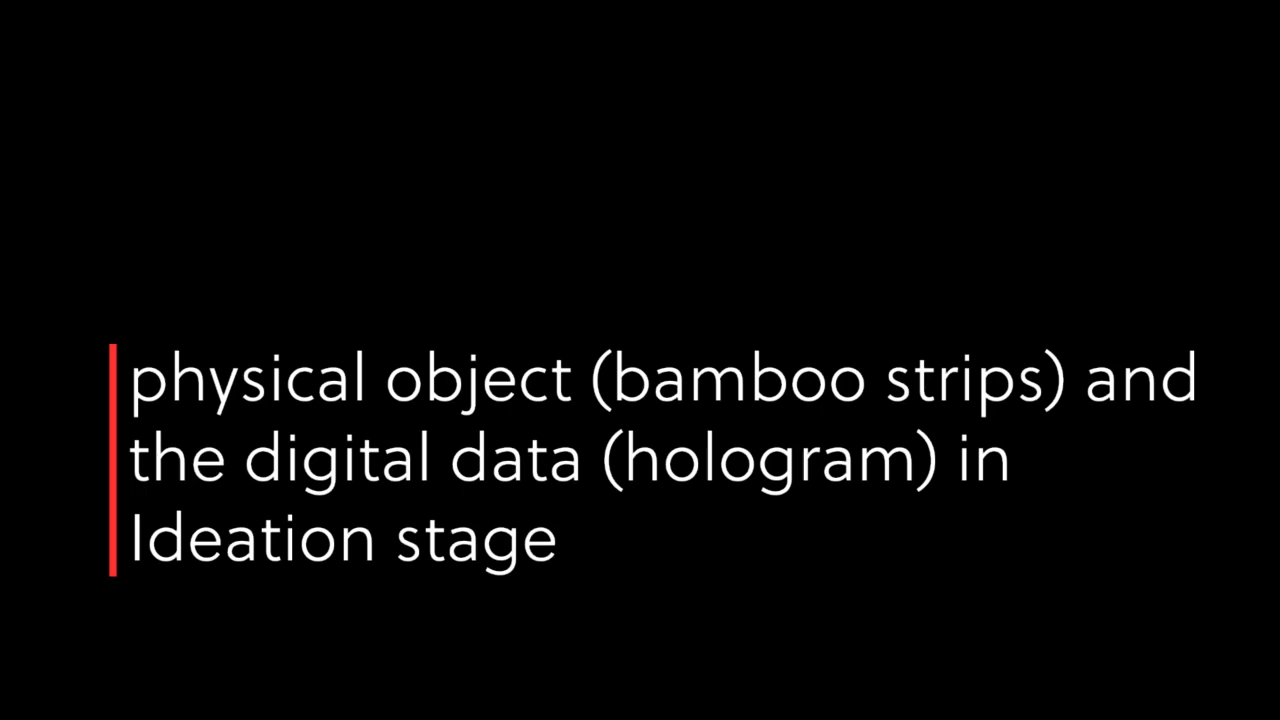 physical object (bamboo strips) and
the digital data (hologram) in
Ideation stage